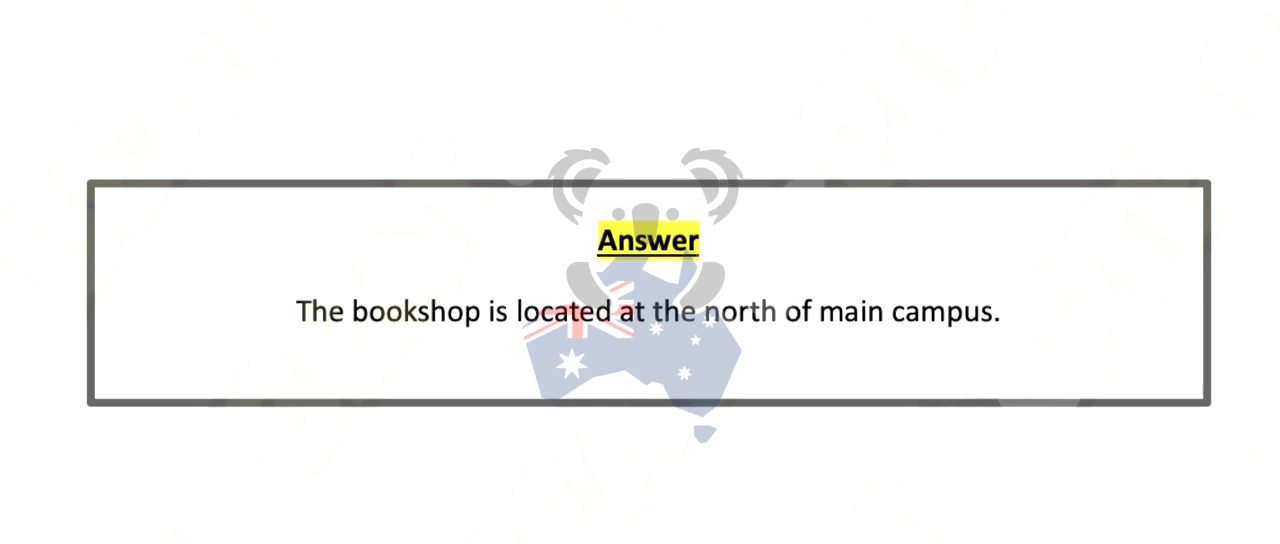 Answer
The bookshop is located at the north of main campus.